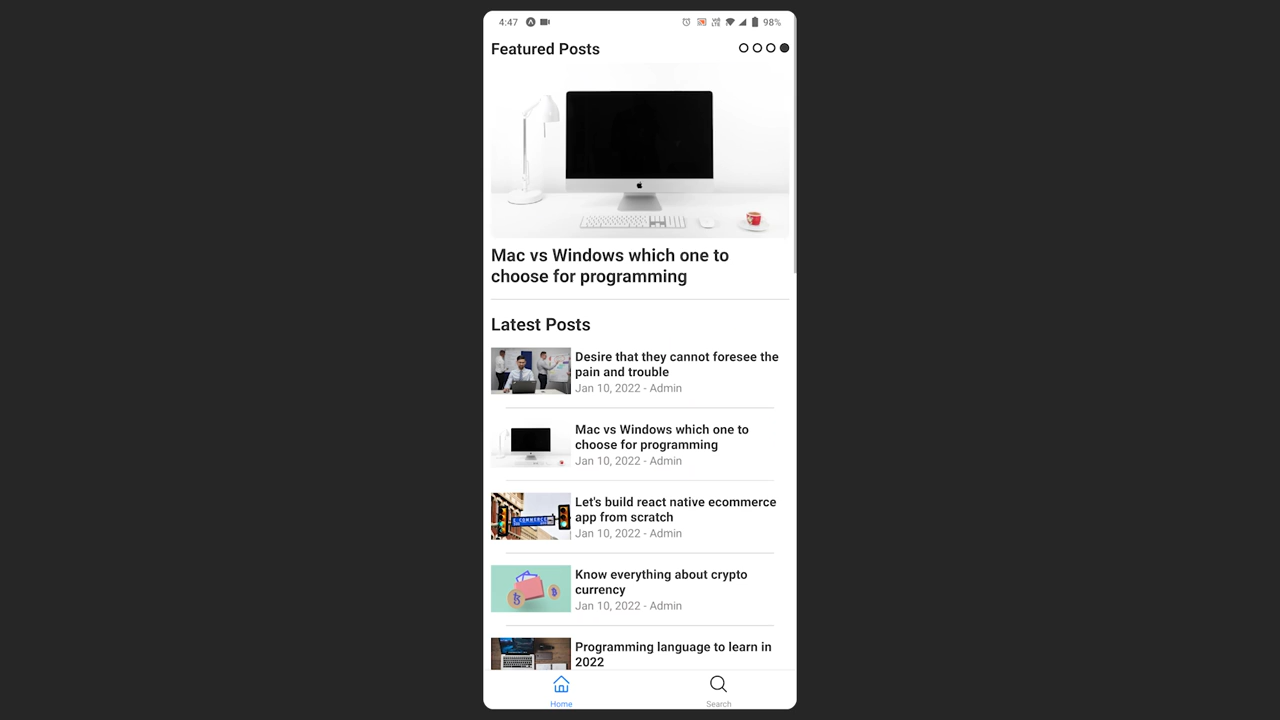 4:47
98%
Featured Posts
Mac vs Windows which one to
choose for programming
Latest Posts
Desire that they cannot foresee the
pain and trouble
Jan 10, 2022 - Admin
Mac vs Windows which one to
choose for programming
Jan 10, 2022 - Admin
Let's build react native ecommerce
app from scratch
Jan 10, 2022 - Admin
E-COMMERCE
Know everything about crypto
currency
Jan 10, 2022 - Admin
Programming language to learn in
2022
Home
Search